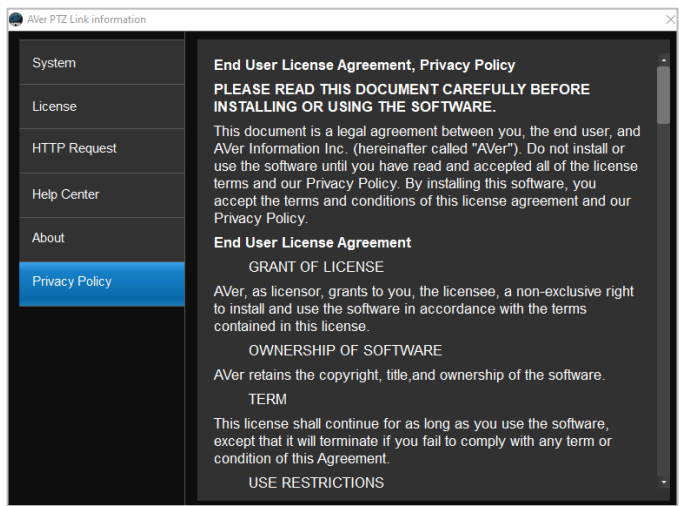 AVer PTZ Link information
System
License
HTTP Request
Help Center
About
Privacy Policy
End User License Agreement, Privacy Policy
PLEASE READ THIS DOCUMENT CAREFULLY BEFORE
INSTALLING OR USING THE SOFTWARE.
This document is a legal agreement between you, the end user, and
AVer Information Inc. (hereinafter called "AVer"). Do not install or
use the software until you have read and accepted all of the license
terms and our Privacy Policy. By installing this software, you
accept the terms and conditions of this license agreement and our
Privacy Policy.
End User License Agreement
GRANT OF LICENSE
AVer, as licensor, grants to you, the licensee, a non-exclusive right
to install and use the software in accordance with the terms
contained in this license.
OWNERSHIP OF SOFTWARE
AVer retains the copyright, title,and ownership of the software.
TERM
This license shall continue for as long as you use the software,
except that it will terminate if you fail to comply with any term or
condition of this Agreement.
USE RESTRICTIONS